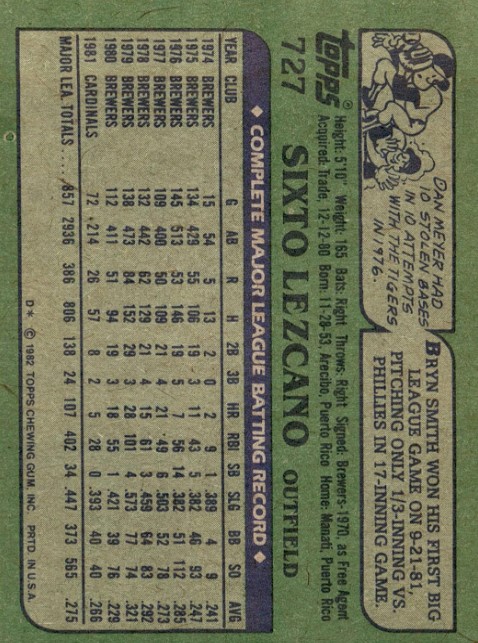 DAN MEYER HAD
10 STOLEN BASES
IN 10 ATTEMPTS
WITH THE TIGERS
IN 1976.
BRYN SMITH WON HIS FIRST BIG
LEAGUE GAME ON 9-21-81,
PITCHING ONLY 1/3-INNING VS.
PHILLIES IN 17-INNING GAME.
topps®
727 SIXTO LEZCANO OUTFIELD
Height: 5'10" Weight: 165 Bats: Right Throws: Right Signed: Brewers-1970, as Free Agent
Acquired: Trade, 12-12-80 Born: 11-28-53, Arecibo, Puerto Rico Home: Manati, Puerto Rico
◆ COMPLETE MAJOR LEAGUE BATTING RECORD ◆
YEAR CLUB G AB R H 2B 3B HR RBI SB SLG BB SO AVG
1974 BREWERS 15 54 5 13 2 0 2 9 1 .389 4 9 .241
1975 BREWERS 134 429 55 106 19 3 11 43 5 .382 46 93 .247
1976 BREWERS 145 513 53 146 19 5 7 56 14 .382 51 112 .285
1977 BREWERS 109 400 50 109 21 4 21 49 6 .503 52 78 .273
1978 BREWERS 132 442 62 129 21 4 15 61 3 .459 64 83 .292
1979 BREWERS 138 473 84 152 29 3 28 101 4 .573 77 74 .321
1980 BREWERS 112 411 51 94 19 3 18 55 1 .421 39 76 .229
1981 CARDINALS 72 214 26 57 8 2 5 28 0 .393 40 40 .266
MAJOR LEA. TOTALS .... 857 2936 386 806 138 24 107 402 34 .447 373 565 .275
D* © 1982 TOPPS CHEWING GUM, INC. PRTD. IN U.S.A.